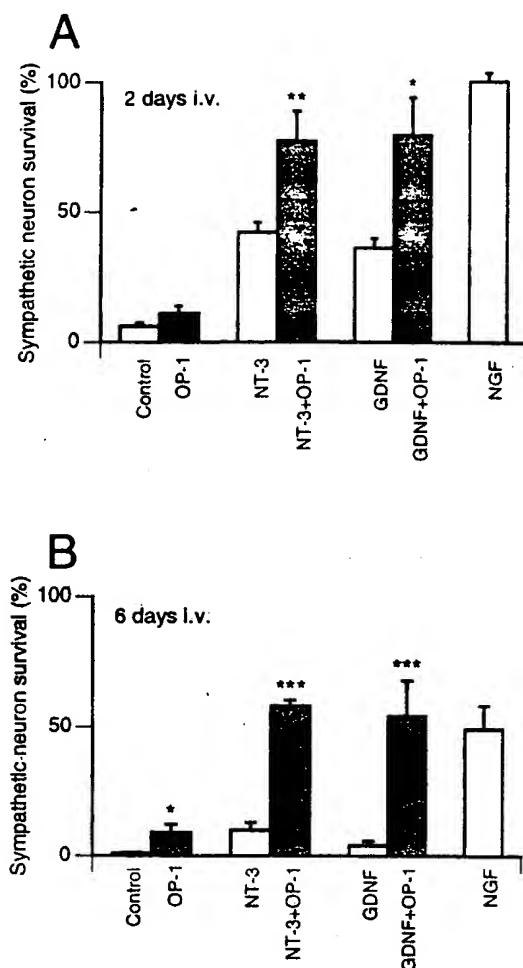 A
Sympathetic neuron survival (%)
100
50
0
2 days i.v.
**
*
Control
OP-1
NT-3
NT-3+OP-1
GDNF
GDNF+OP-1
NGF
B
Sympathetic-neuron survival (%)
100
50
0
6 days i.v.
*
***
***
Control
OP-1
NT-3
NT-3+OP-1
GDNF
GDNF+OP-1
NGF